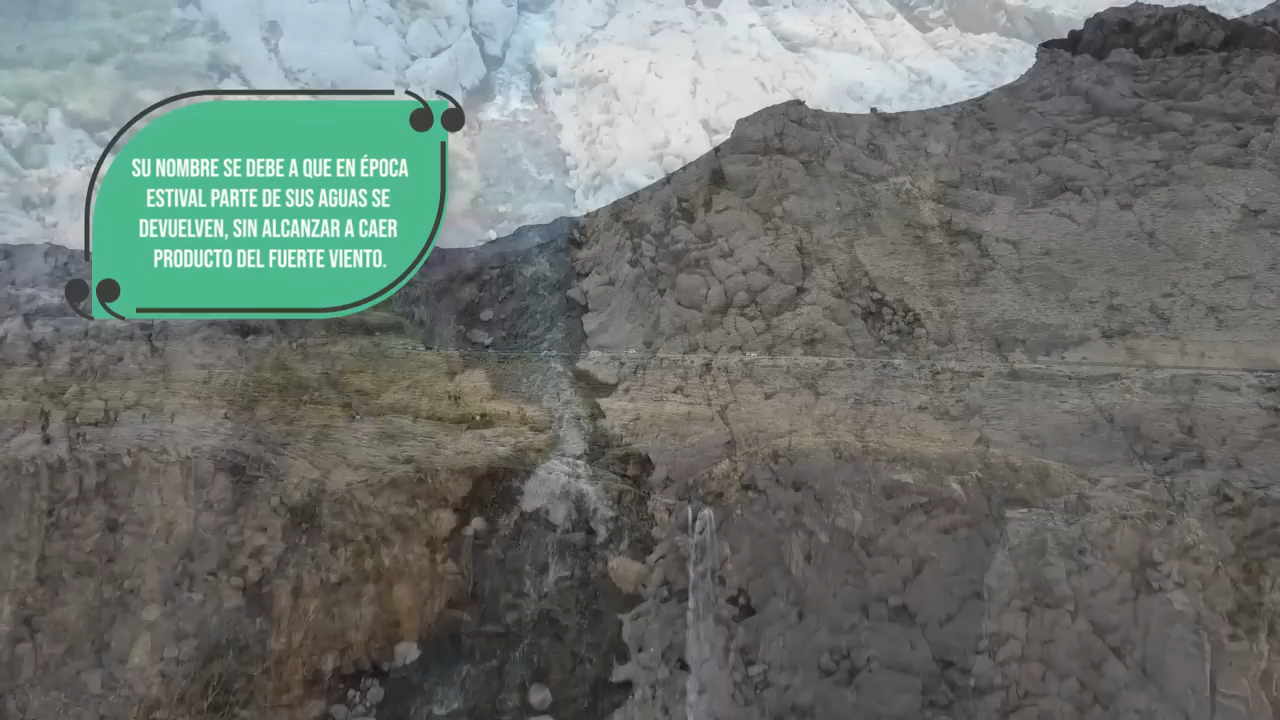 SU NOMBRE SE DEBE A QUE EN ÉPOCA
ESTIVAL PARTE DE SUS AGUAS SE
DEVUELVEN, SIN ALCANZAR A CAER
PRODUCTO DEL FUERTE VIENTO.